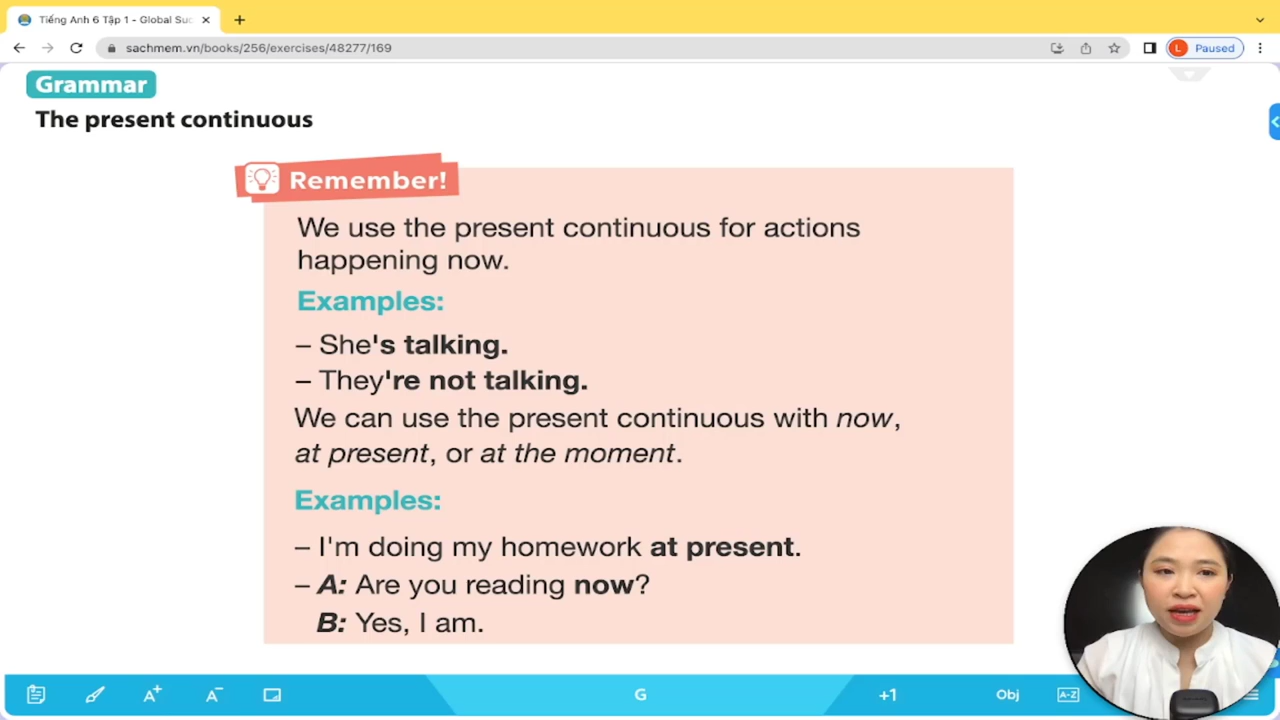 Tiếng Anh 6 Tập 1 - Global Suc
sachmem.vn/books/256/exercises/48277/169
L Paused
Grammar
The present continuous
Remember!
We use the present continuous for actions
happening now.
Examples:
– She's talking.
– They're not talking.
We can use the present continuous with now,
at present, or at the moment.
Examples:
– I'm doing my homework at present.
– A: Are you reading now?
B: Yes, I am.
A+ A- G +1 Obj A-Z